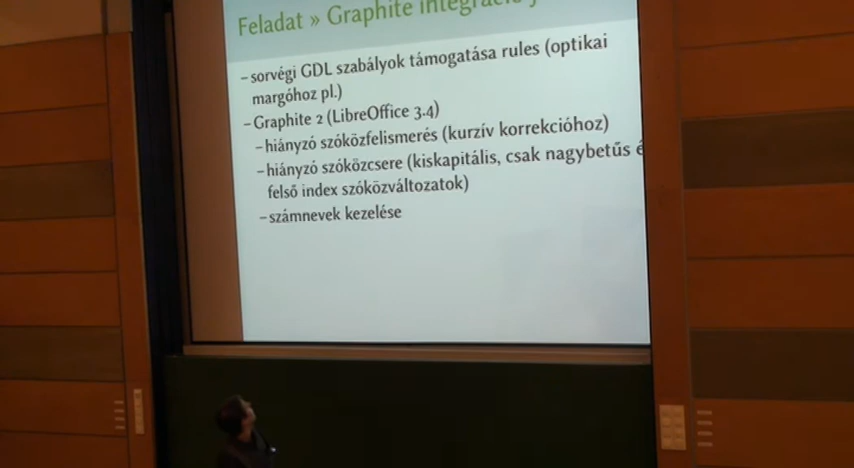 Feladat » Graphite integráció
– sorvégi GDL szabályok támogatása rules (optikai
margóhoz pl.)
– Graphite 2 (LibreOffice 3.4)
– hiányzó szóközfelismerés (kurzív korrekcióhoz)
– hiányzó szóközcsere (kiskapitális, csak nagybetűs
felső index szóközváltozatok)
– számnevek kezelése